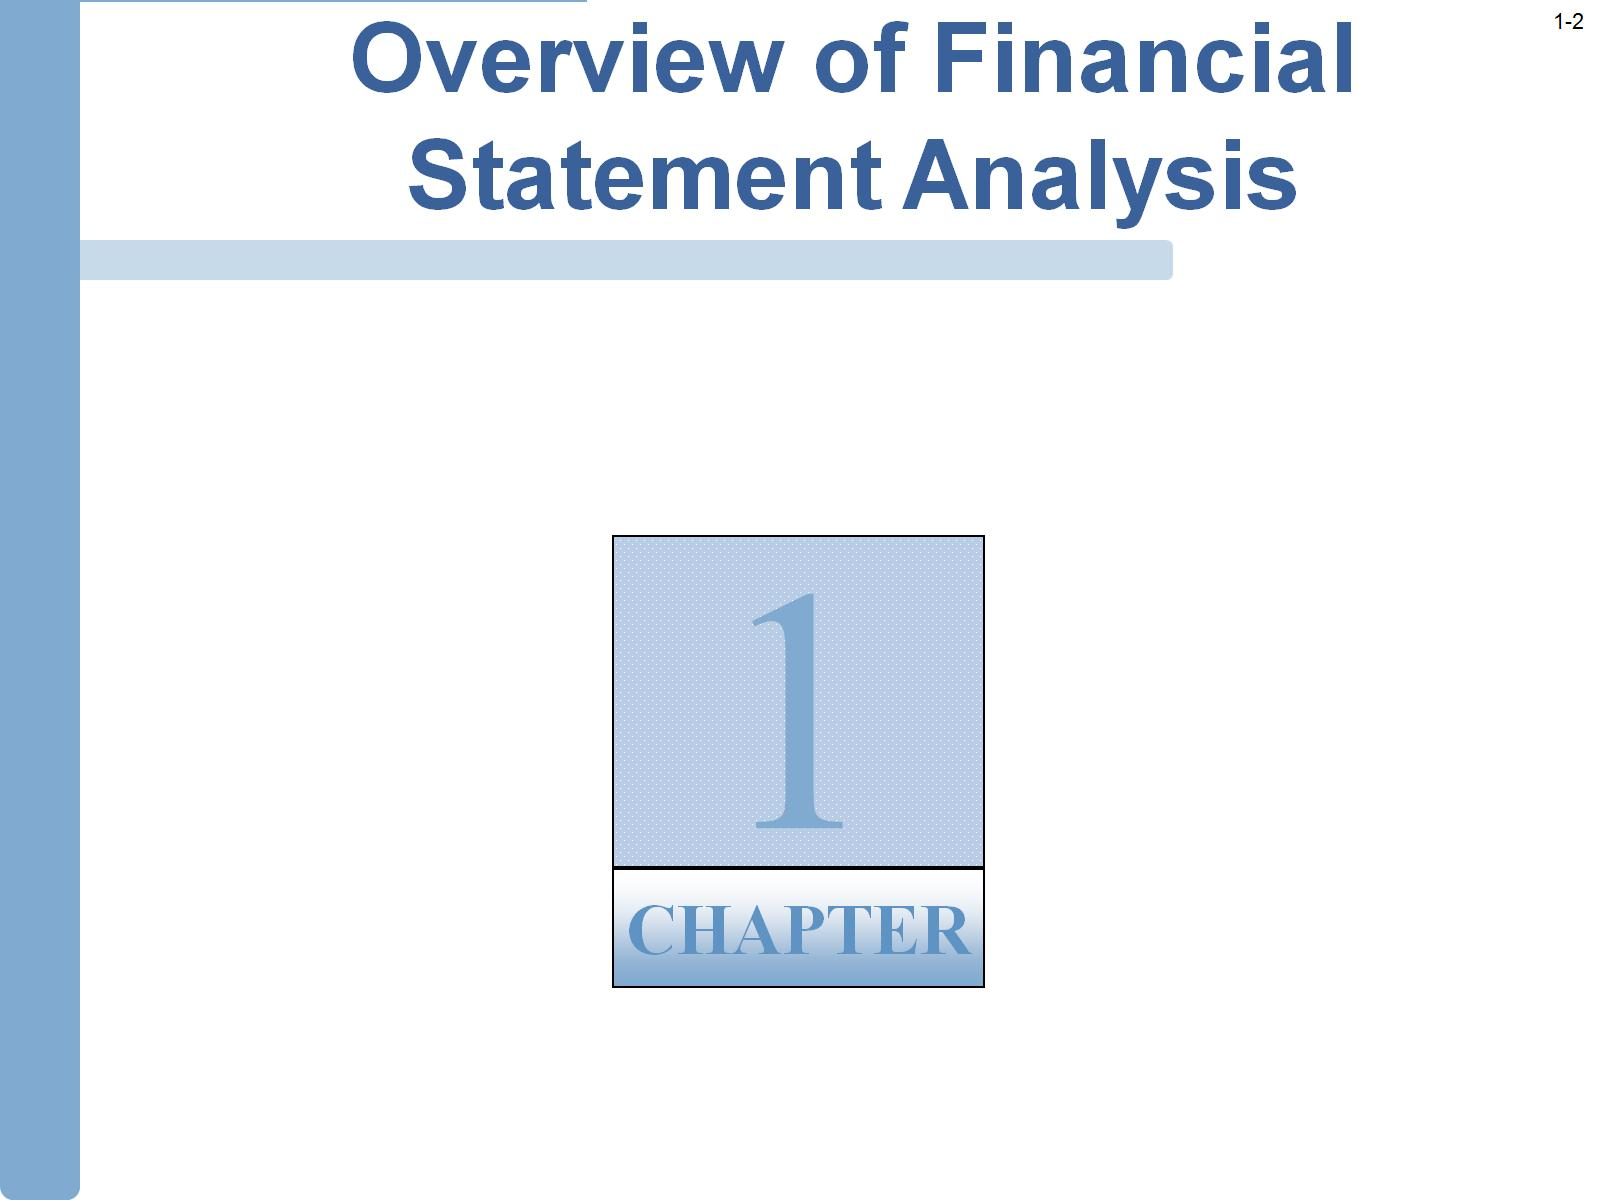 1-2
Overview of Financial
Statement Analysis
1
CHAPTER